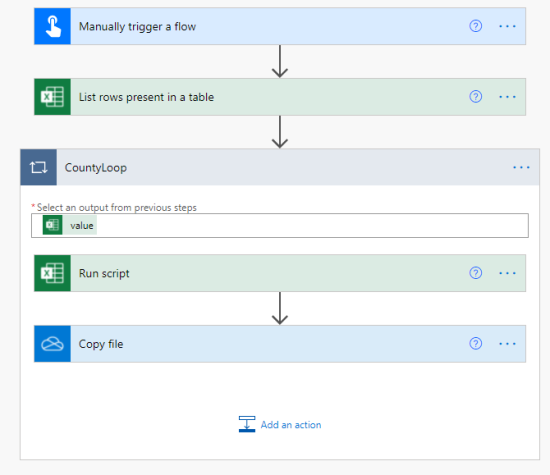 Manually trigger a flow
List rows present in a table
CountyLoop
*Select an output from previous steps
value
Run script
Copy file
Add an action